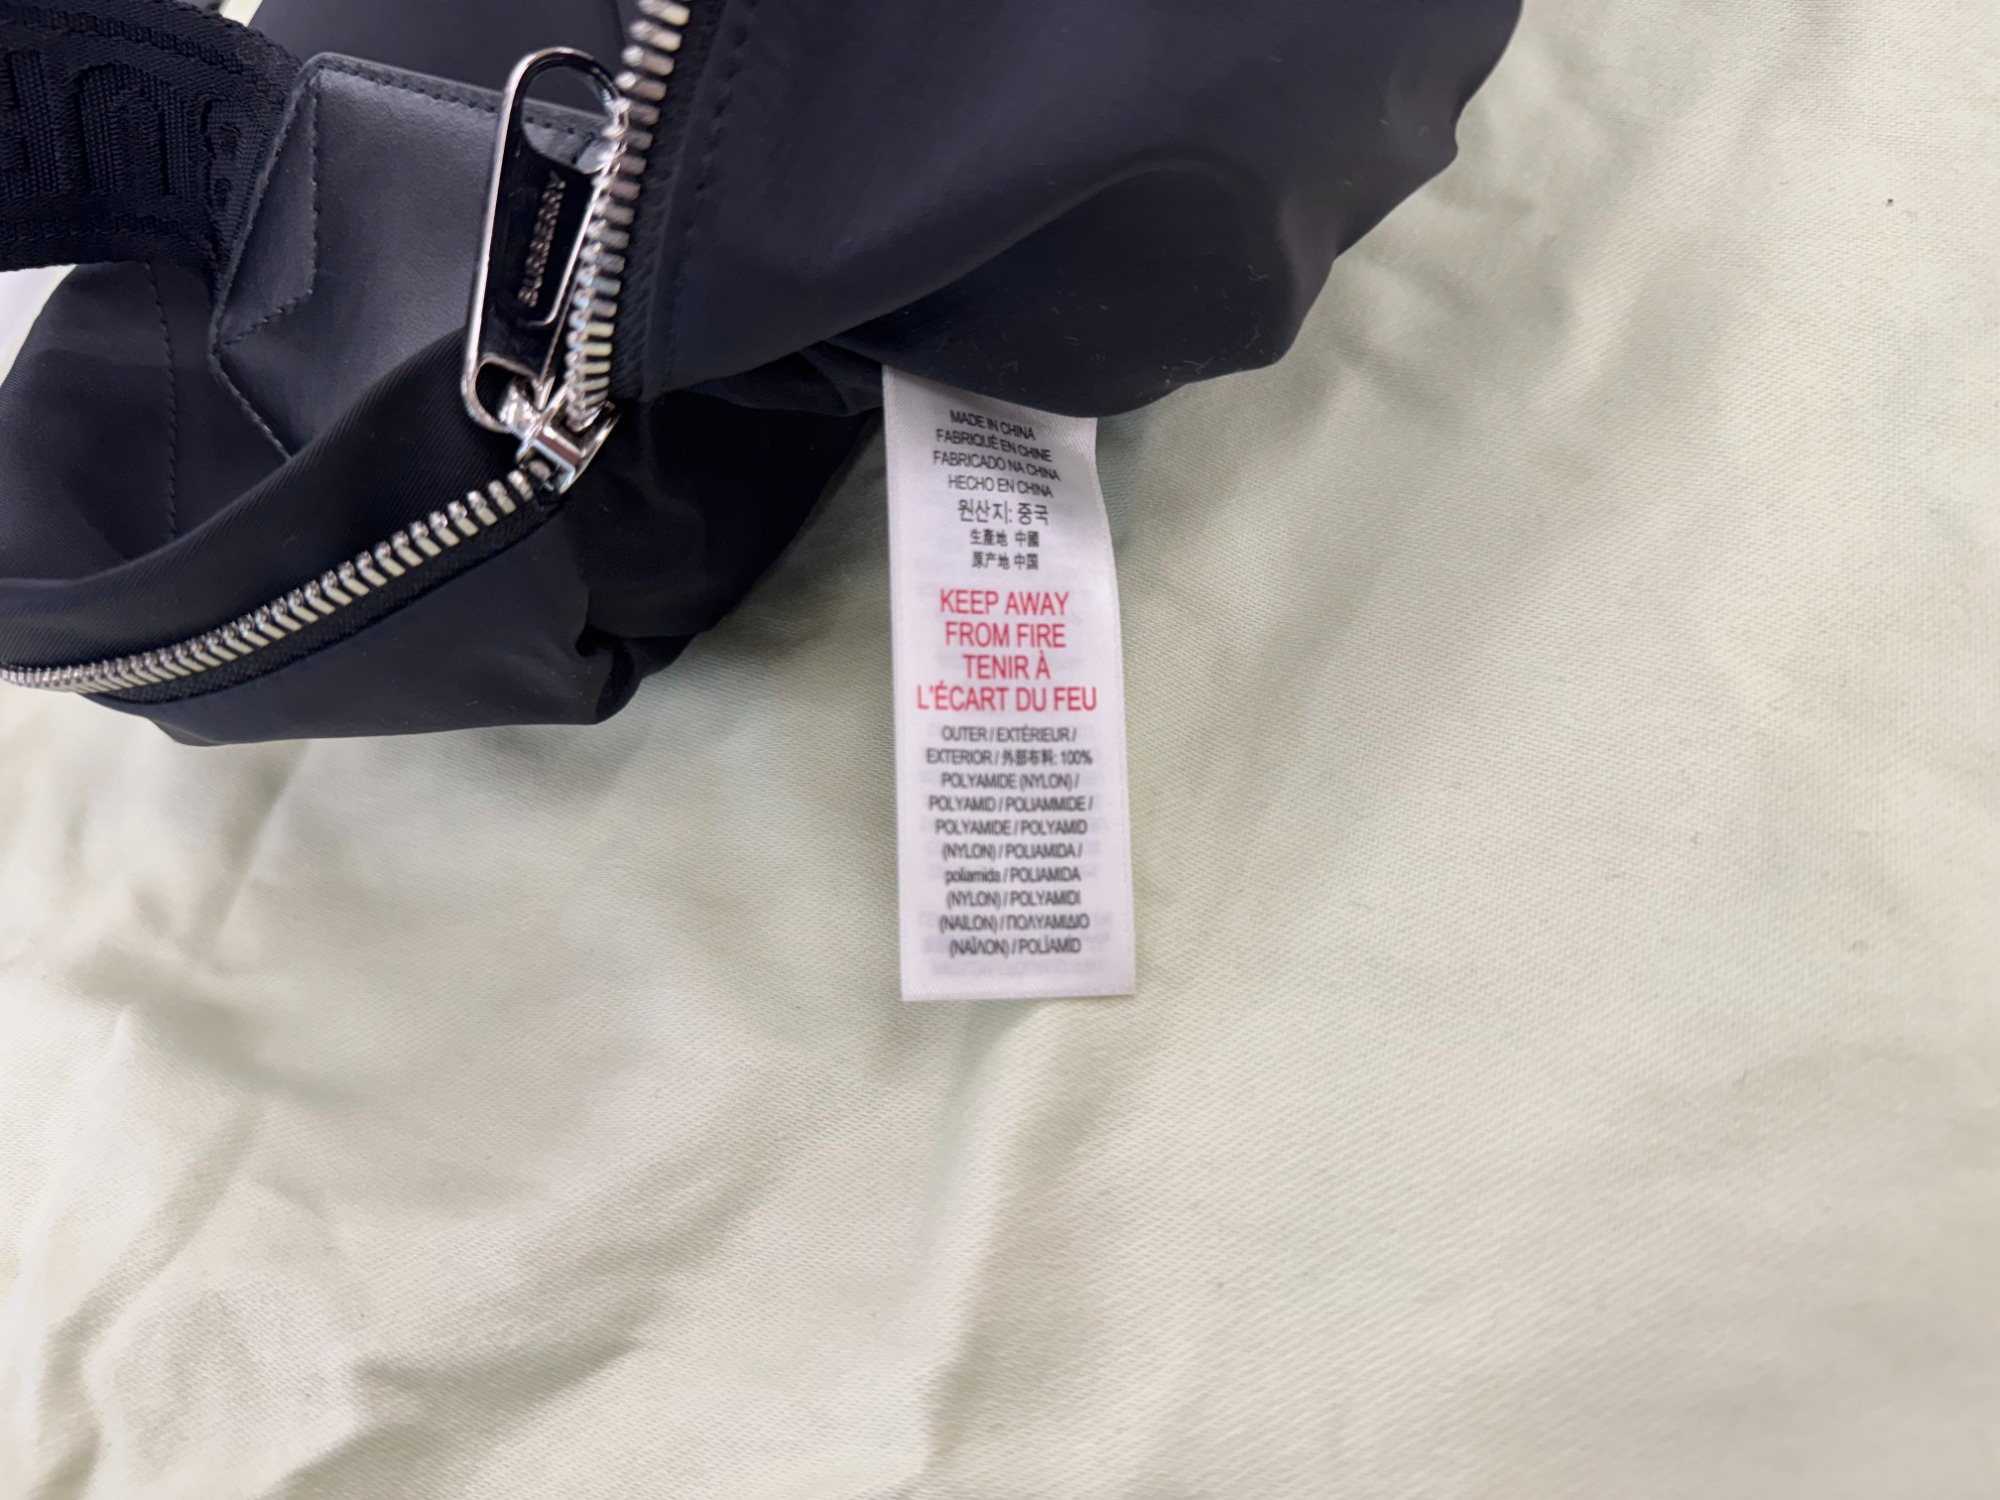 BURBERRY
MADE IN CHINA
FABRIQUÉ EN CHINE
FABRICADO NA CHINA
HECHO EN CHINA
원산지: 중국
生產地 中國
原产地 中国
KEEP AWAY
FROM FIRE
TENIR À
L'ÉCART DU FEU
OUTER / EXTÉRIEUR /
EXTERIOR / 外部布料: 100%
POLYAMIDE (NYLON) /
POLYAMID / POLIAMMIDE /
POLYAMIDE / POLYAMID
(NYLON) / POLIAMIDA /
poliamida / POLIAMIDA
(NYLON) / POLYAMIDI
(NAILON) / ΠΟΛΥΑΜΙΔΙΟ
(ΝΑΪΛΟΝ) / POLÍAMÍD